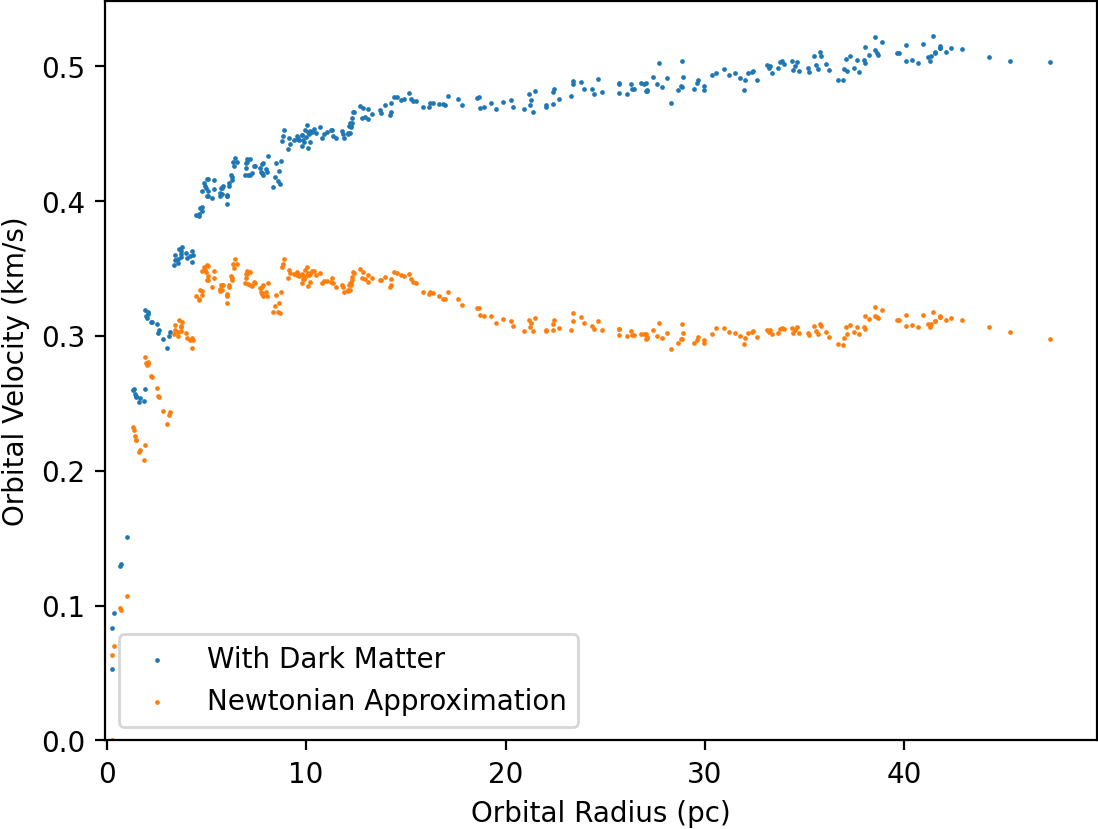 0.5
0.4
0.3
0.2
0.1
0.0
Orbital Velocity (km/s)
With Dark Matter
Newtonian Approximation
0 10 20 30 40
Orbital Radius (pc)